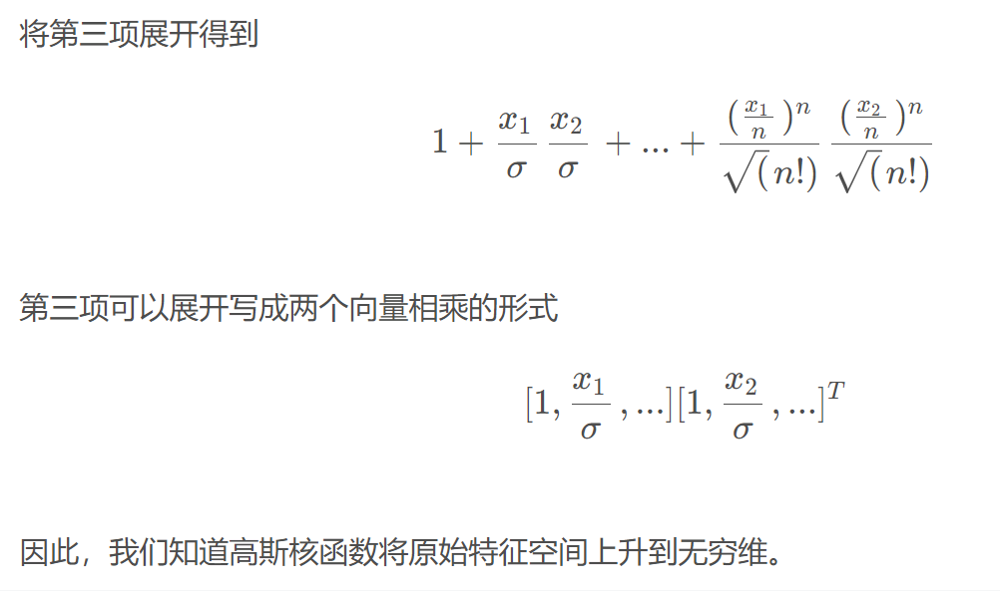 将第三项展开得到
$1 + \frac{x_1}{\sigma} \frac{x_2}{\sigma} + ... + \frac{(\frac{x_1}{n})^n}{\sqrt(n!)} \frac{(\frac{x_2}{n})^n}{\sqrt(n!)}$
第三项可以展开写成两个向量相乘的形式
$[1, \frac{x_1}{\sigma}, ...][1, \frac{x_2}{\sigma}, ...]^T$
因此，我们知道高斯核函数将原始特征空间上升到无穷维。